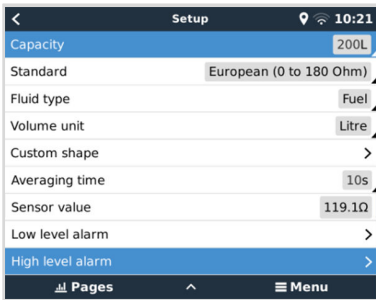 Setup 10:21
Capacity 200L
Standard European (0 to 180 Ohm)
Fluid type Fuel
Volume unit Litre
Custom shape
Averaging time 10s
Sensor value 119.1Ω
Low level alarm
High level alarm
Pages Menu